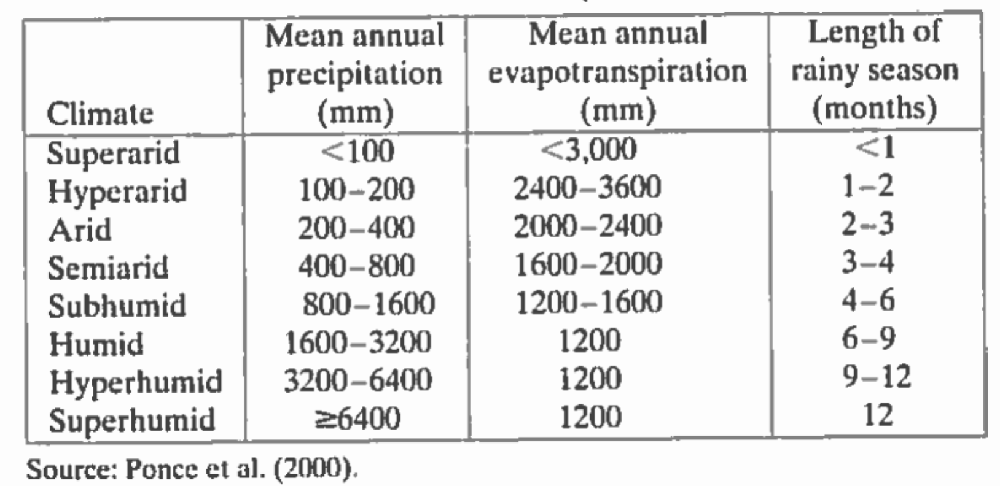 Climate | Mean annual precipitation (mm) | Mean annual evapotranspiration (mm) | Length of rainy season (months)
Superarid | <100 | <3,000 | <1
Hyperarid | 100–200 | 2400–3600 | 1–2
Arid | 200–400 | 2000–2400 | 2–3
Semiarid | 400–800 | 1600–2000 | 3–4
Subhumid | 800–1600 | 1200–1600 | 4–6
Humid | 1600–3200 | 1200 | 6–9
Hyperhumid | 3200–6400 | 1200 | 9–12
Superhumid | ≥6400 | 1200 | 12
Source: Ponce et al. (2000).